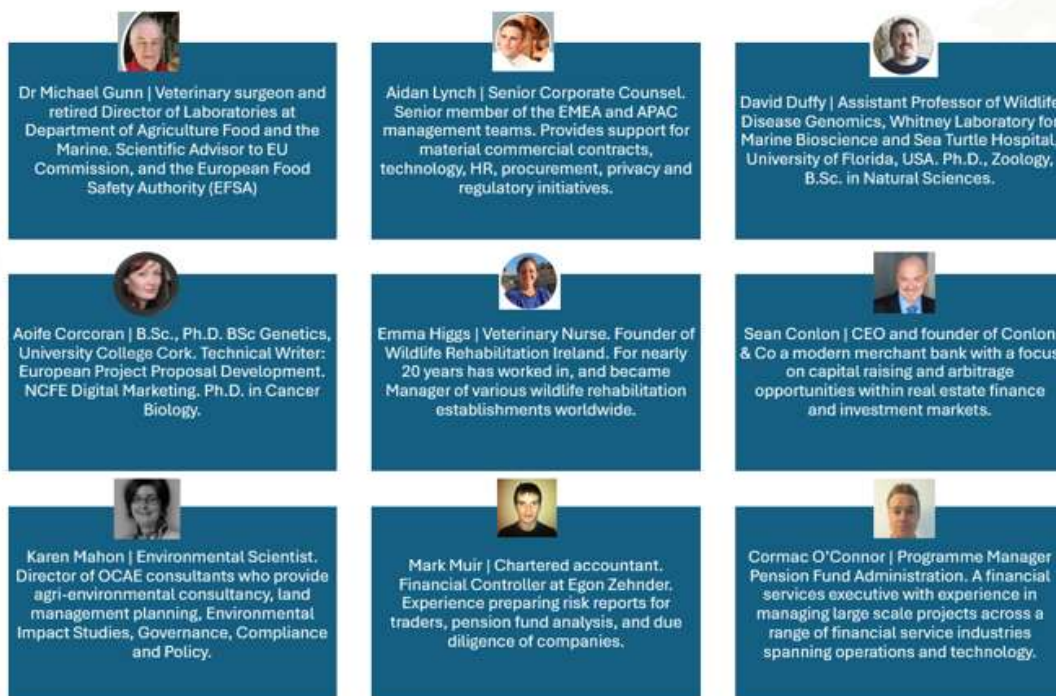 Dr Michael Gunn | Veterinary surgeon and
retired Director of Laboratories at
Department of Agriculture Food and the
Marine. Scientific Advisor to EU
Commission, and the European Food
Safety Authority (EFSA)
Aidan Lynch | Senior Corporate Counsel.
Senior member of the EMEA and APAC
management teams. Provides support for
material commercial contracts,
technology, HR, procurement, privacy and
regulatory initiatives.
David Duffy | Assistant Professor of Wildlife
Disease Genomics, Whitney Laboratory for
Marine Bioscience and Sea Turtle Hospital,
University of Florida, USA. Ph.D., Zoology,
B.Sc. in Natural Sciences.
Aoife Corcoran | B.Sc., Ph.D. BSc Genetics,
University College Cork. Technical Writer:
European Project Proposal Development.
NCFE Digital Marketing. Ph.D. in Cancer
Biology.
Emma Higgs | Veterinary Nurse. Founder of
Wildlife Rehabilitation Ireland. For nearly
20 years has worked in, and became
Manager of various wildlife rehabilitation
establishments worldwide.
Sean Conlon | CEO and founder of Conlon
& Co a modern merchant bank with a focus
on capital raising and arbitrage
opportunities within real estate finance
and investment markets.
Karen Mahon | Environmental Scientist.
Director of OCAE consultants who provide
agri-environmental consultancy, land
management planning, Environmental
Impact Studies, Governance, Compliance
and Policy.
Mark Muir | Chartered accountant.
Financial Controller at Egon Zehnder.
Experience preparing risk reports for
traders, pension fund analysis, and due
diligence of companies.
Cormac O'Connor | Programme Manager
Pension Fund Administration. A financial
services executive with experience in
managing large scale projects across a
range of financial service industries
spanning operations and technology.